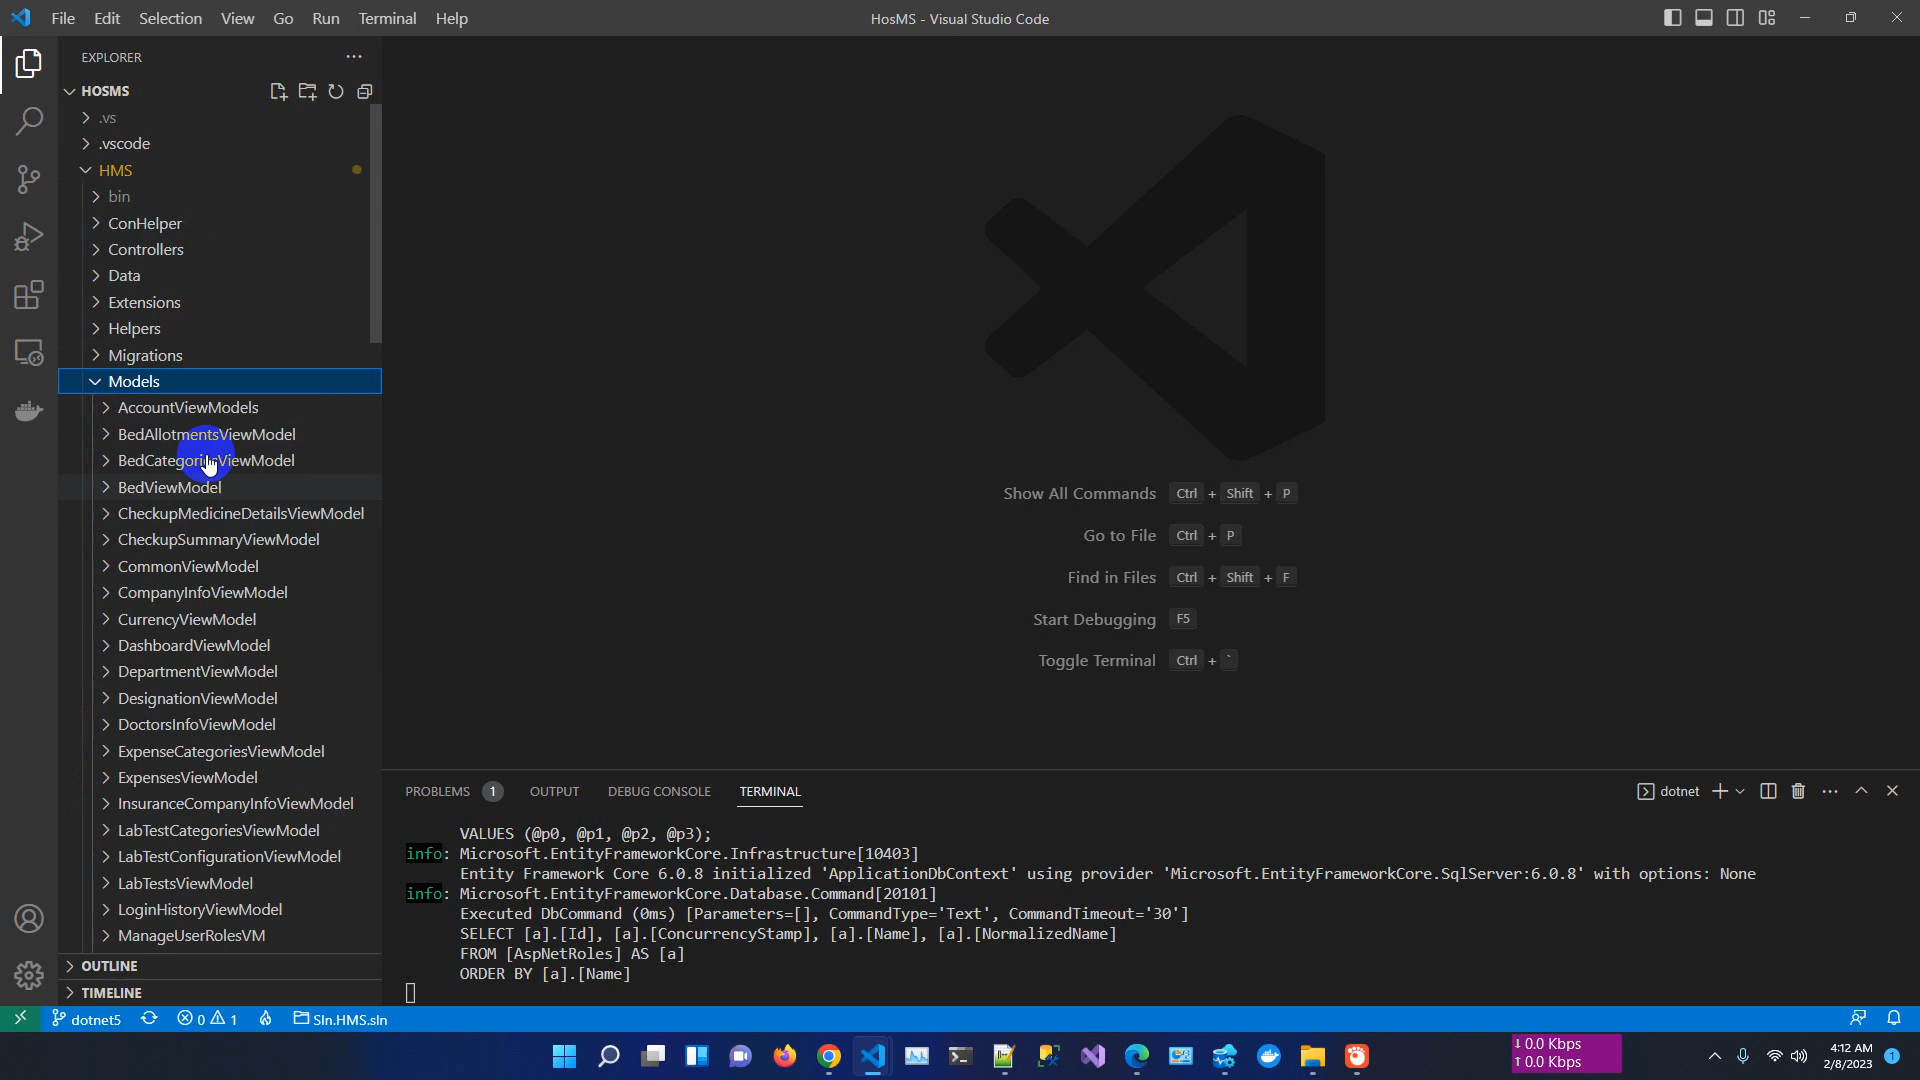 File Edit Selection View Go Run Terminal Help
HosMS - Visual Studio Code
EXPLORER
HOSMS
.vs
.vscode
HMS
bin
ConHelper
Controllers
Data
Extensions
Helpers
Migrations
Models
AccountViewModels
BedAllotmentsViewModel
BedCategoriesViewModel
BedViewModel
CheckupMedicineDetailsViewModel
CheckupSummaryViewModel
CommonViewModel
CompanyInfoViewModel
CurrencyViewModel
DashboardViewModel
DepartmentViewModel
DesignationViewModel
DoctorsInfoViewModel
ExpenseCategoriesViewModel
ExpensesViewModel
InsuranceCompanyInfoViewModel
LabTestCategoriesViewModel
LabTestConfigurationViewModel
LabTestsViewModel
LoginHistoryViewModel
ManageUserRolesVM
OUTLINE
TIMELINE
Show All Commands Ctrl + Shift + P
Go to File Ctrl + P
Find in Files Ctrl + Shift + F
Start Debugging F5
Toggle Terminal Ctrl + `
PROBLEMS 1 OUTPUT DEBUG CONSOLE TERMINAL
dotnet
VALUES (@p0, @p1, @p2, @p3);
info: Microsoft.EntityFrameworkCore.Infrastructure[10403]
Entity Framework Core 6.0.8 initialized 'ApplicationDbContext' using provider 'Microsoft.EntityFrameworkCore.SqlServer:6.0.8' with options: None
info: Microsoft.EntityFrameworkCore.Database.Command[20101]
Executed DbCommand (0ms) [Parameters=[], CommandType='Text', CommandTimeout='30']
SELECT [a].[Id], [a].[ConcurrencyStamp], [a].[Name], [a].[NormalizedName]
FROM [AspNetRoles] AS [a]
ORDER BY [a].[Name]
dotnet5 0 1 Sln.HMS.sln
↓ 0.0 Kbps
↑ 0.0 Kbps
4:12 AM
2/8/2023
1